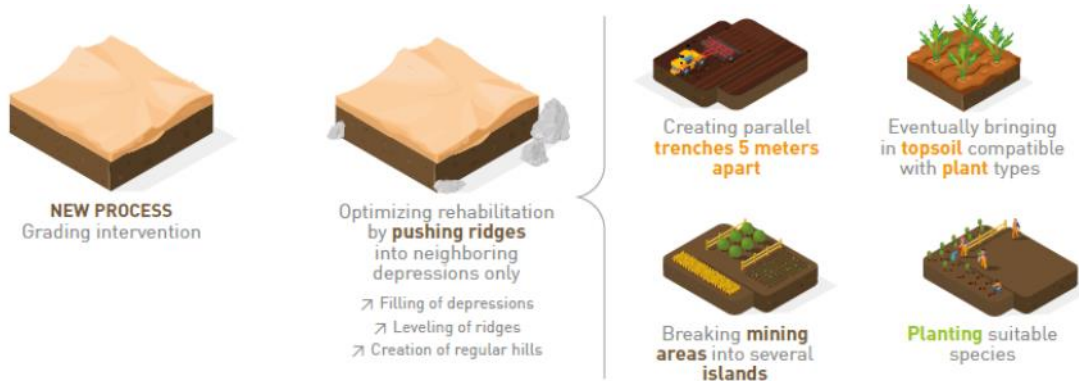 NEW PROCESS
Grading intervention
Optimizing rehabilitation
by pushing ridges
into neighboring
depressions only
↗ Filling of depressions
↗ Leveling of ridges
↗ Creation of regular hills
Creating parallel
trenches 5 meters
apart
Eventually bringing
in topsoil compatible
with plant types
Breaking mining
areas into several
islands
Planting suitable
species